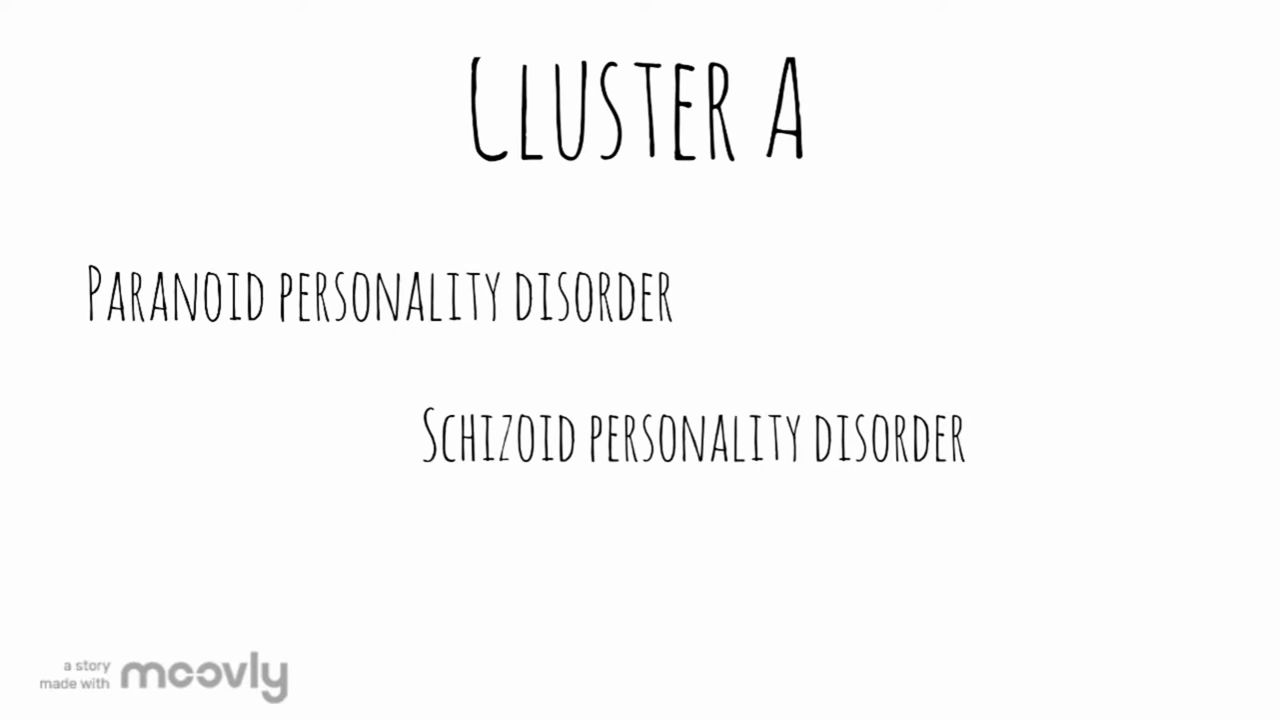 Cluster A
Paranoid personality disorder
Schizoid personality disorder
a story
made with moovly